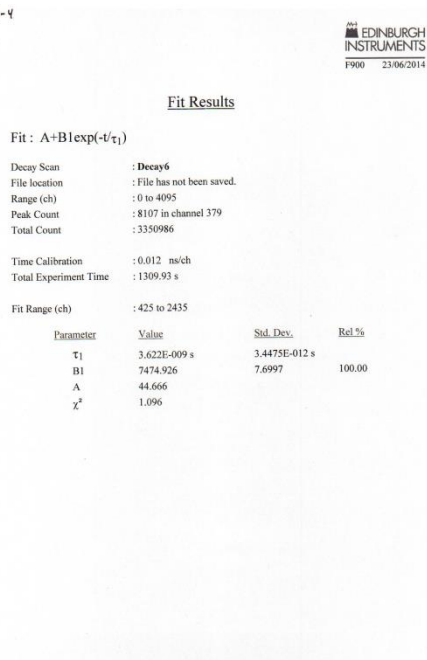 -4
EDINBURGH
INSTRUMENTS
F900 23/06/2014
Fit Results
Fit : A+B1exp(-t/τ1)
Decay Scan : Decay6
File location : File has not been saved.
Range (ch) : 0 to 4095
Peak Count : 8107 in channel 379
Total Count : 3350986
Time Calibration : 0.012 ns/ch
Total Experiment Time : 1309.93 s
Fit Range (ch) : 425 to 2435
Parameter Value Std. Dev. Rel %
τ1 3.622E-009 s 3.4475E-012 s
B1 7474.926 7.6997 100.00
A 44.666
χ² 1.096